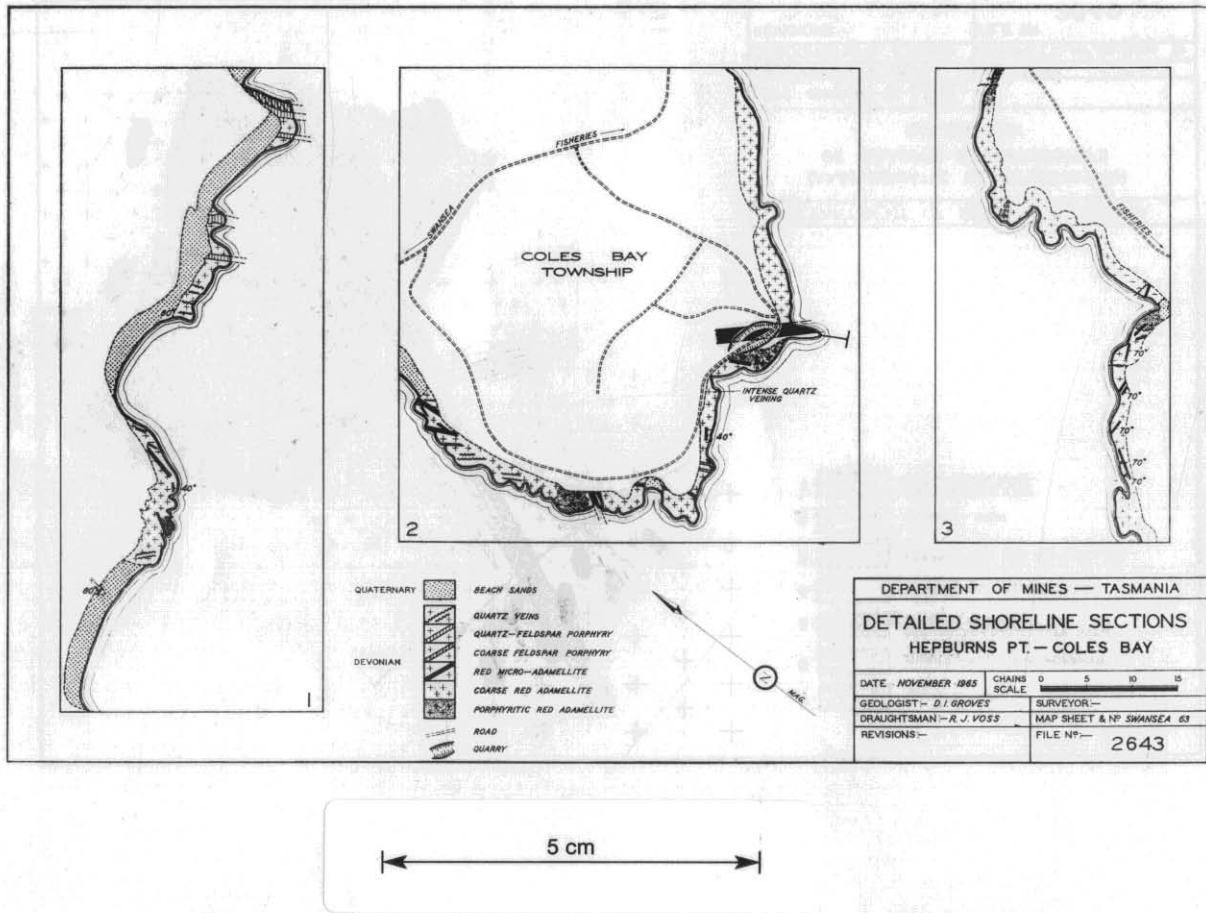 80°
40°
80°
1
FISHERIES
SWANSEA
COLES BAY
TOWNSHIP
INTENSE QUARTZ
VEINING
40°
2
FISHERIES
70°
70°
70°
70°
70°
3
QUATERNARY
BEACH SANDS
DEVONIAN
QUARTZ VEINS
QUARTZ-FELDSPAR PORPHYRY
COARSE FELDSPAR PORPHYRY
RED MICRO-ADAMELLITE
COARSE RED ADAMELLITE
PORPHYRITIC RED ADAMELLITE
ROAD
QUARRY
MAG.
DEPARTMENT OF MINES — TASMANIA
DETAILED SHORELINE SECTIONS
HEPBURNS PT. — COLES BAY
DATE NOVEMBER 1965 CHAINS SCALE 0 5 10 15
GEOLOGIST:- D. I. GROVES SURVEYOR:-
DRAUGHTSMAN:- R. J. VOSS MAP SHEET & Nº SWANSEA 63
REVISIONS:- FILE Nº:- 2643
5 cm